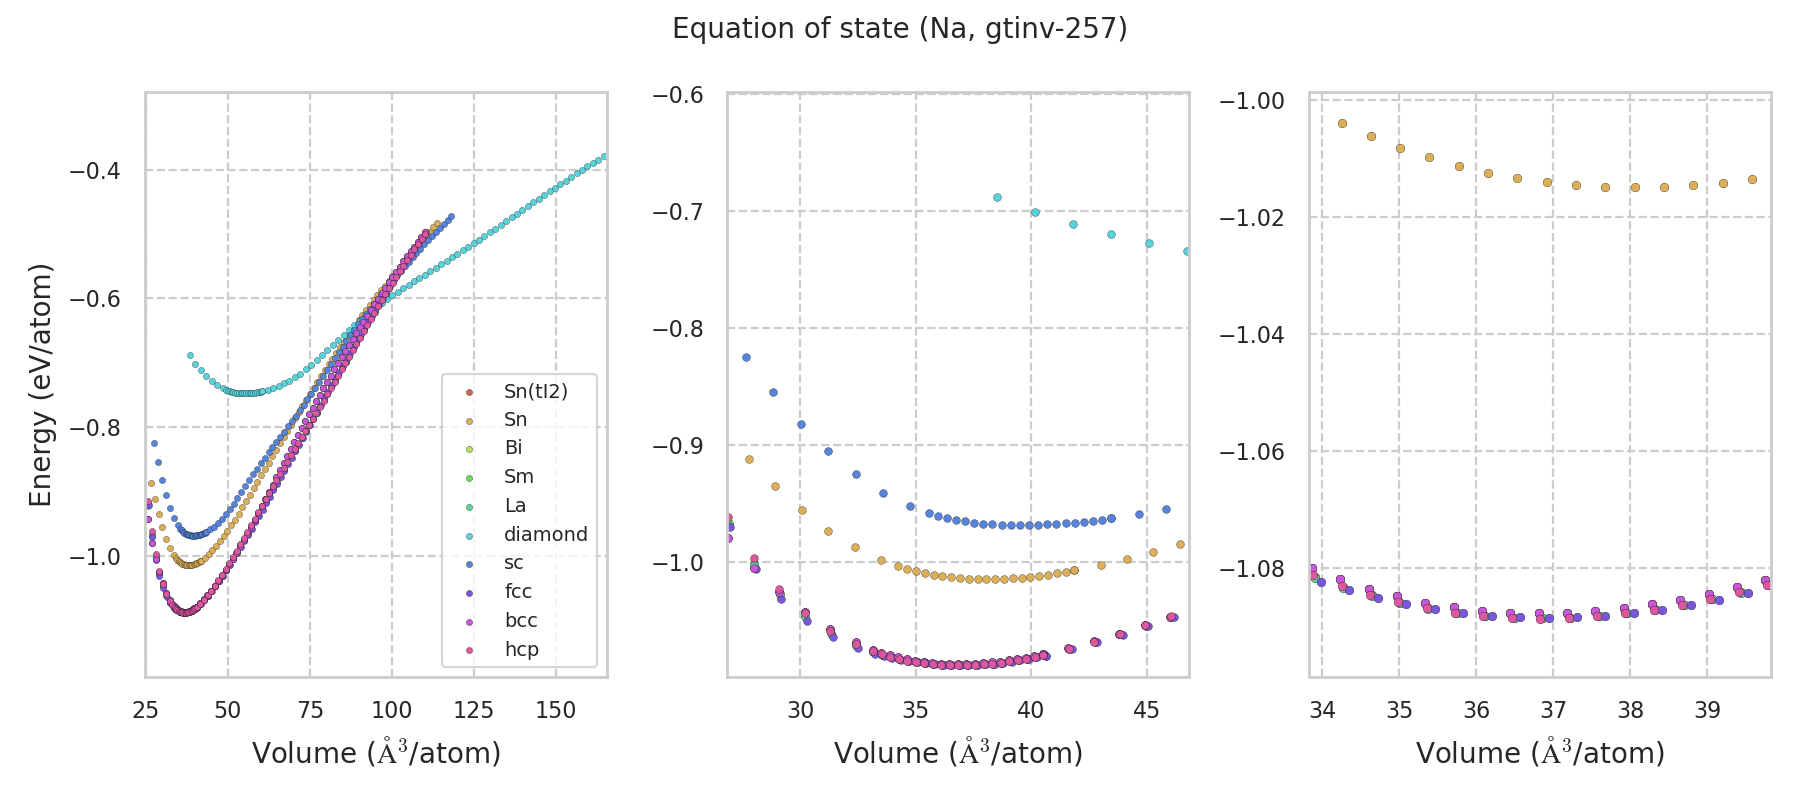 Equation of state (Na, gtinv-257)
Energy (eV/atom)
−0.4
−0.6
−0.8
−1.0
25 50 75 100 125 150
Volume (Å³/atom)
Sn(tI2)
Sn
Bi
Sm
La
diamond
sc
fcc
bcc
hcp
−0.6
−0.7
−0.8
−0.9
−1.0
30 35 40 45
Volume (Å³/atom)
−1.00
−1.02
−1.04
−1.06
−1.08
34 35 36 37 38 39
Volume (Å³/atom)